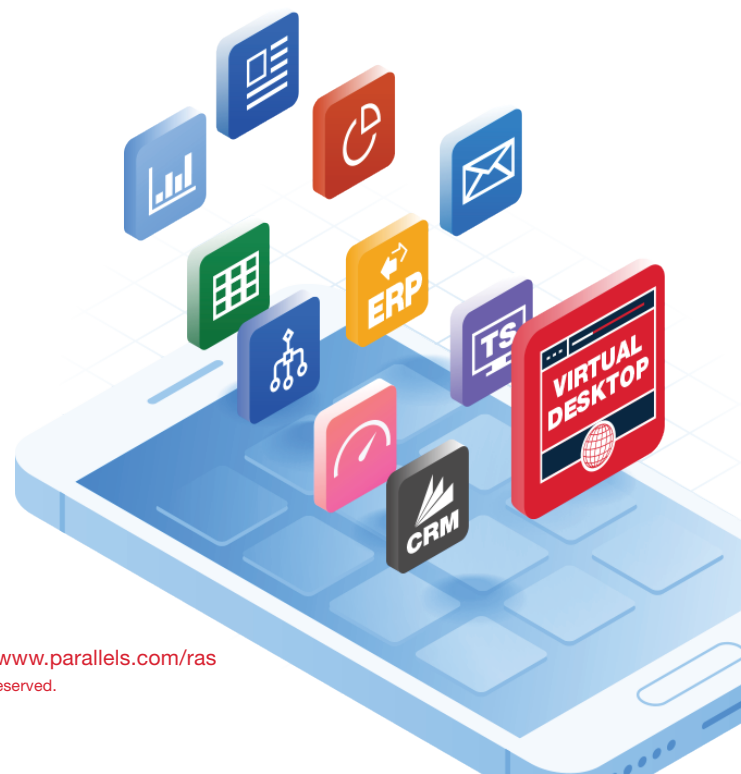 ERP
TS
VIRTUAL
DESKTOP
CRM
www.parallels.com/ras
eserved.